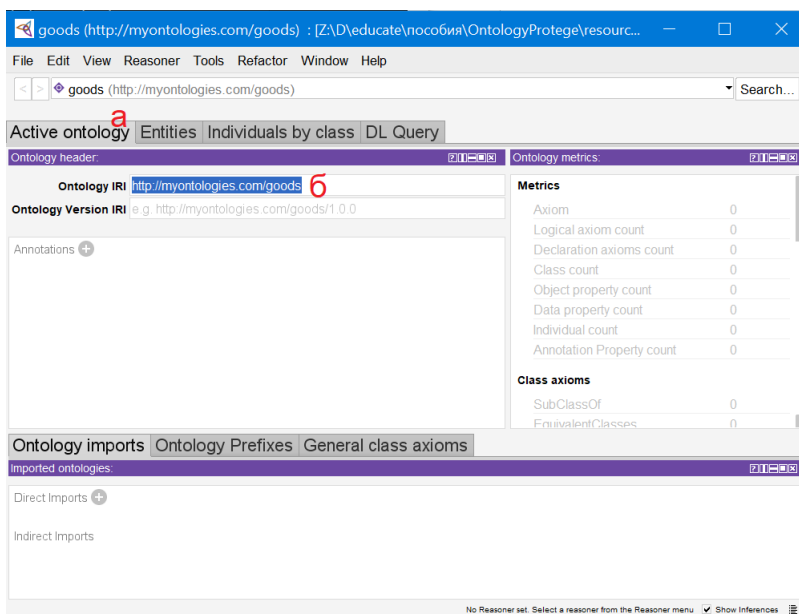 goods (http://myontologies.com/goods) : [Z:\D\educate\пособия\OntologyProtege\resourc...
File Edit View Reasoner Tools Refactor Window Help
< > goods (http://myontologies.com/goods) Search...
а
Active ontology Entities Individuals by class DL Query
Ontology header: Ontology metrics:
Ontology IRI http://myontologies.com/goods б
Metrics
Ontology Version IRI e.g. http://myontologies.com/goods/1.0.0
Axiom 0
Logical axiom count 0
Annotations
Declaration axioms count 0
Class count 0
Object property count 0
Data property count 0
Individual count 0
Annotation Property count 0
Class axioms
SubClassOf 0
EquivalentClasses 0
Ontology imports Ontology Prefixes General class axioms
Imported ontologies:
Direct Imports
Indirect Imports
No Reasoner set. Select a reasoner from the Reasoner menu Show Inferences